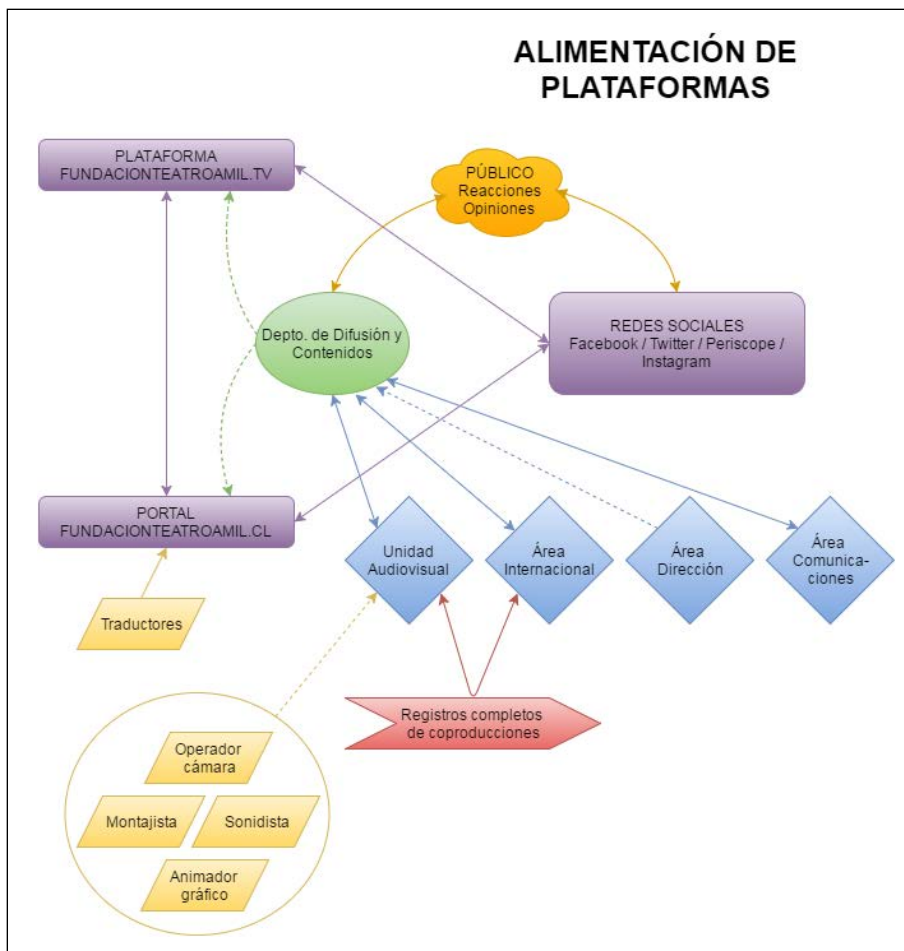 ALIMENTACIÓN DE
PLATAFORMAS
PLATAFORMA
FUNDACIONTEATROAMIL.TV
PÚBLICO
Reacciones
Opiniones
Depto. de Difusión y
Contenidos
REDES SOCIALES
Facebook / Twitter / Periscope /
Instagram
PORTAL
FUNDACIONTEATROAMIL.CL
Unidad
Audiovisual
Área
Internacional
Área
Dirección
Área
Comunica-
ciones
Traductores
Registros completos
de coproducciones
Operador
cámara
Montajista
Sonidista
Animador
gráfico